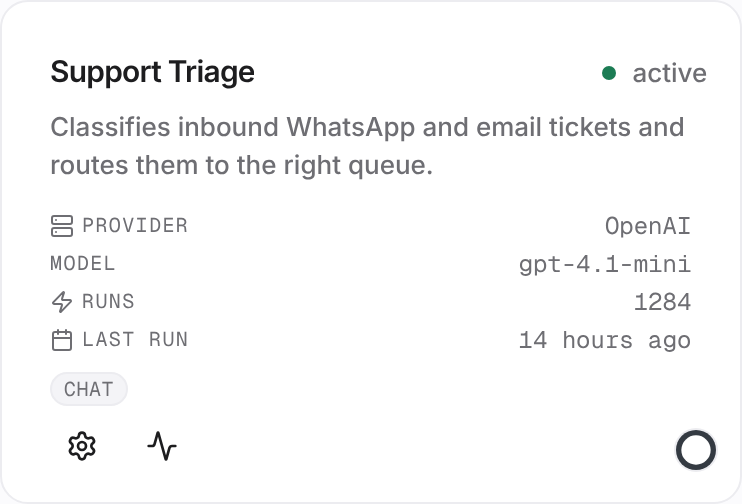 Support Triage
active
Classifies inbound WhatsApp and email tickets and
routes them to the right queue.
PROVIDER OpenAI
MODEL gpt-4.1-mini
RUNS 1284
LAST RUN 14 hours ago
CHAT